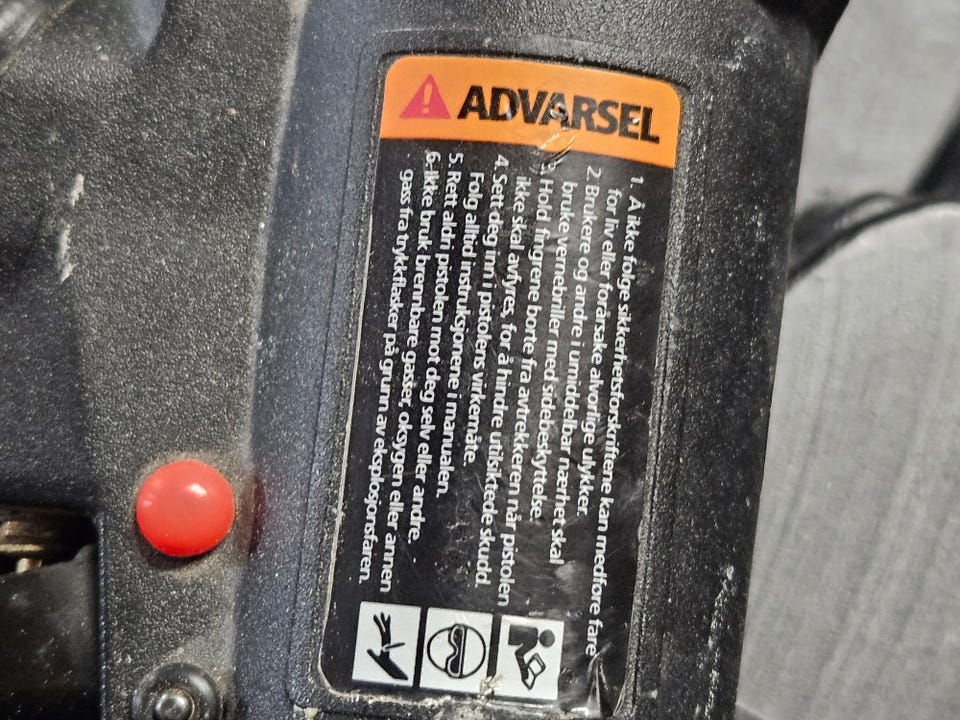 ADVARSEL
1. Å ikke følge sikkerhetsforskriftene kan medføre fare
for liv eller forårsake alvorlige ulykker.
2. Brukere og andre i umiddelbar nærhet skal
bruke vernebriller med sidebeskyttelse.
3. Hold fingrene borte fra avtrekkeren når pistolen
ikke skal avfyres, for å hindre utilsiktede skudd.
4. Sett deg inn i pistolens virkemåte.
Følg alltid instruksjonene i manualen.
5. Rett aldri pistolen mot deg selv eller andre.
6. Ikke bruk brennbare gasser, oksygen eller annen
gass fra trykkflasker på grunn av eksplosjonsfaren.